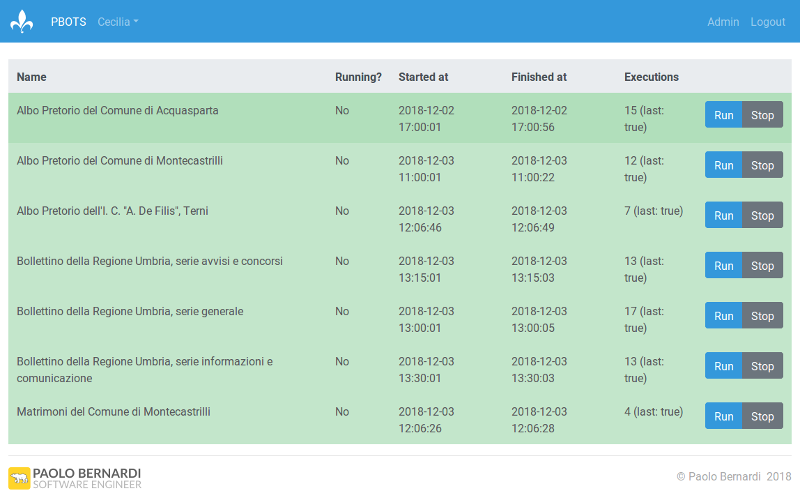 PBOTS Cecilia Admin Logout
Name Running? Started at Finished at Executions
Albo Pretorio del Comune di Acquasparta No 2018-12-02 2018-12-02 15 (last: Run Stop
17:00:01 17:00:56 true)
Albo Pretorio del Comune di Montecastrilli No 2018-12-03 2018-12-03 12 (last: Run Stop
11:00:01 11:00:22 true)
Albo Pretorio dell'I. C. "A. De Filis", Terni No 2018-12-03 2018-12-03 7 (last: true) Run Stop
12:06:46 12:06:49
Bollettino della Regione Umbria, serie avvisi e concorsi No 2018-12-03 2018-12-03 13 (last: Run Stop
13:15:01 13:15:03 true)
Bollettino della Regione Umbria, serie generale No 2018-12-03 2018-12-03 17 (last: Run Stop
13:00:01 13:00:05 true)
Bollettino della Regione Umbria, serie informazioni e No 2018-12-03 2018-12-03 13 (last: Run Stop
comunicazione 13:30:01 13:30:03 true)
Matrimoni del Comune di Montecastrilli No 2018-12-03 2018-12-03 4 (last: true) Run Stop
12:06:26 12:06:28
PAOLO BERNARDI
SOFTWARE ENGINEER
© Paolo Bernardi 2018